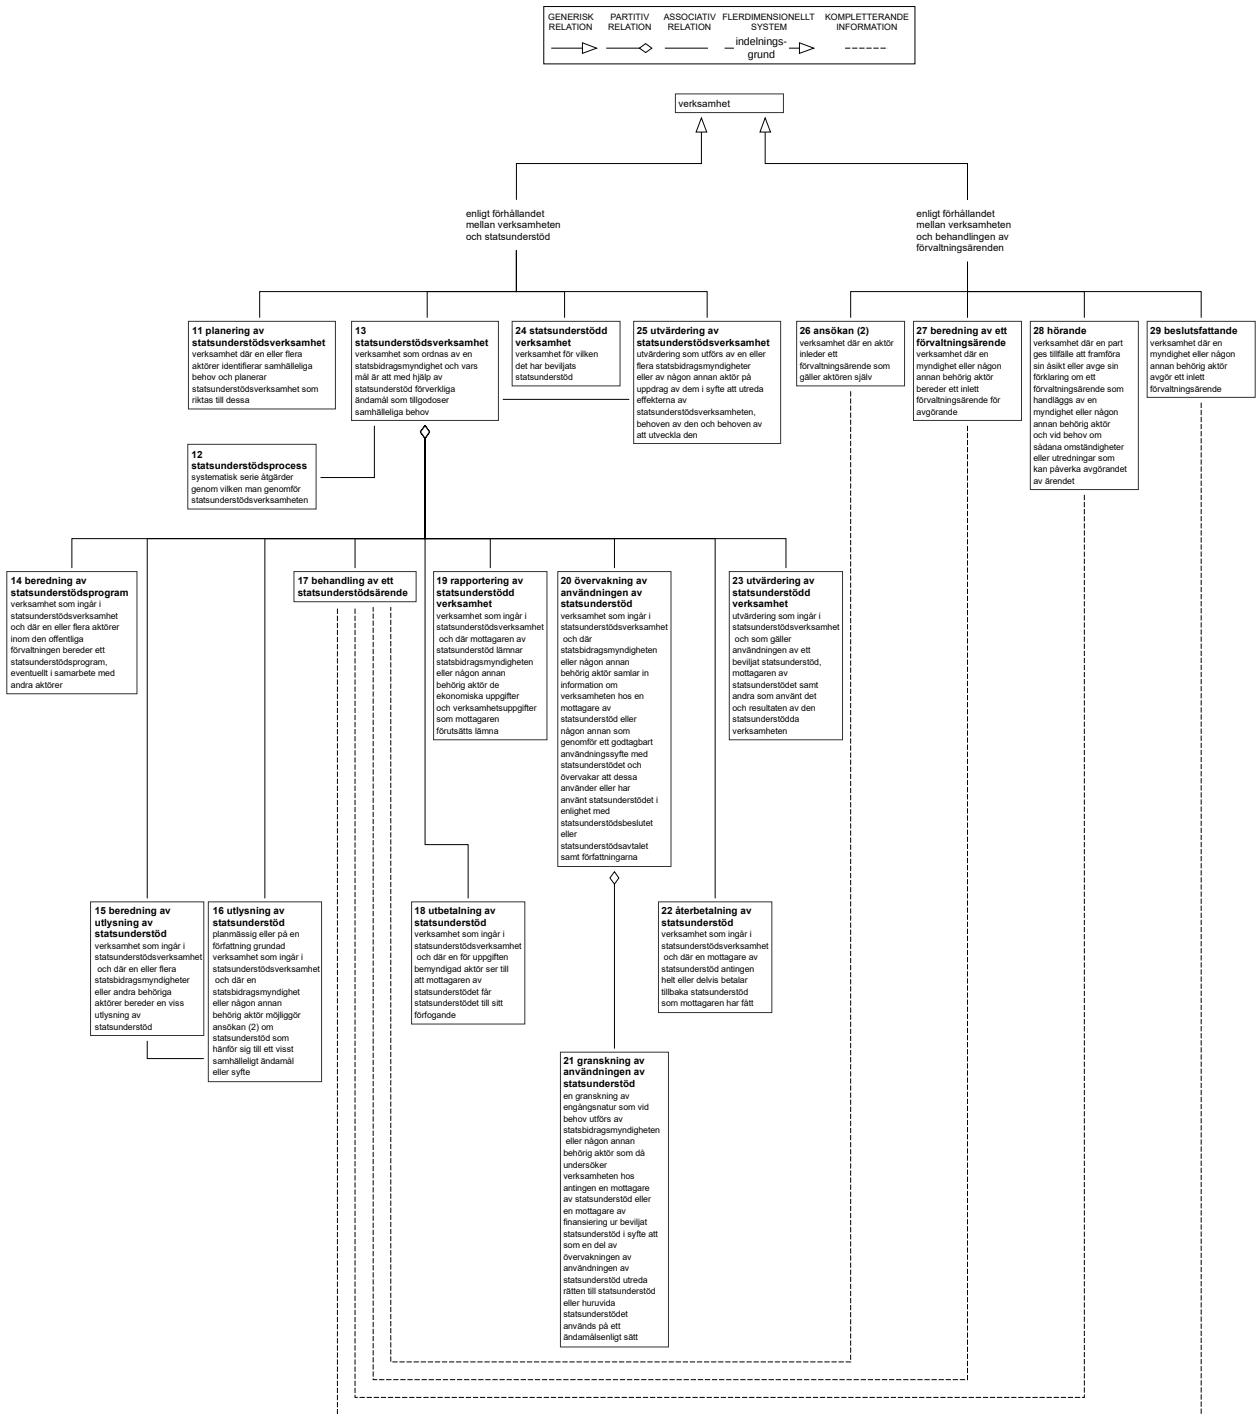 GENERISK
RELATION
PARTITIV
RELATION
ASSOCIATIV
RELATION
FLERDIMENSIONELLT
SYSTEM
KOMPLETTERANDE
INFORMATION
indelnings-
grund
verksamhet
enligt förhållandet
mellan verksamheten
och statsunderstöd
enligt förhållandet
mellan verksamheten
och behandlingen av
förvaltningsärenden
11 planering av
statsunderstödsverksamhet
verksamhet där en eller flera
aktörer identifierar samhälleliga
behov och planerar
statsunderstödsverksamhet som
riktas till dessa
13
statsunderstödsverksamhet
verksamhet som ordnas av en
statsbidragsmyndighet och vars
mål är att med hjälp av
statsunderstöd förverkliga
ändamål som tillgodoser
samhälleliga behov
24 statsunderstödd
verksamhet
verksamhet för vilken
det har beviljats
statsunderstöd
25 utvärdering av
statsunderstödsverksamhet
utvärdering som utförs av en eller
flera statsbidragsmyndigheter
eller av någon annan aktör på
uppdrag av dem i syfte att utreda
effekterna av
statsunderstödsverksamheten,
behoven av den och behoven av
att utveckla den
26 ansökan (2)
verksamhet där en aktör
inleder ett
förvaltningsärende som
gäller aktören själv
27 beredning av ett
förvaltningsärende
verksamhet där en
myndighet eller någon
annan behörig aktör
bereder ett inlett
förvaltningsärende för
avgörande
28 hörande
verksamhet där en part
ges tillfälle att framföra
sin åsikt eller avge sin
förklaring om ett
förvaltningsärende som
handläggs av en
myndighet eller någon
annan behörig aktör
och vid behov om
sådana omständigheter
eller utredningar som
kan påverka avgörandet
av ärendet
29 beslutsfattande
verksamhet där en
myndighet eller någon
annan behörig aktör
avgör ett inlett
förvaltningsärende
12
statsunderstödsprocess
systematisk serie åtgärder
genom vilken man genomför
statsunderstödsverksamheten
14 beredning av
statsunderstödsprogram
verksamhet som ingår i
statsunderstödsverksamhet
och där en eller flera aktörer
inom den offentliga
förvaltningen bereder ett
statsunderstödsprogram,
eventuellt i samarbete med
andra aktörer
17 behandling av ett
statsunderstödsärende
19 rapportering av
statsunderstödd
verksamhet
verksamhet som ingår i
statsunderstödsverksamhet
och där mottagaren av
statsunderstöd lämnar
statsbidragsmyndigheten
eller någon annan
behörig aktör de
ekonomiska uppgifter
och verksamhetsuppgifter
som mottagaren
förutsätts lämna
20 övervakning av
användningen av
statsunderstöd
verksamhet som ingår i
statsunderstödsverksamhet
och där
statsbidragsmyndigheten
eller någon annan
behörig aktör samlar in
information om
verksamheten hos en
mottagare av
statsunderstöd eller
någon annan som
genomför ett godtagbart
användningssyfte med
statsunderstödet och
övervakar att dessa
använder eller har
använt statsunderstödet i
enlighet med
statsunderstödsbeslutet
eller
statsunderstödsavtalet
samt författningarna
23 utvärdering av
statsunderstödd
verksamhet
utvärdering som ingår i
statsunderstödsverksamhet
och som gäller
användningen av ett
beviljat statsunderstöd,
mottagaren av
statsunderstödet samt
andra som använt det
och resultaten av den
statsunderstödda
verksamheten
15 beredning av
utlysning av
statsunderstöd
verksamhet som ingår i
statsunderstödsverksamhet
och där en eller flera
statsbidragsmyndigheter
eller andra behöriga
aktörer bereder en viss
utlysning av
statsunderstöd
16 utlysning av
statsunderstöd
planmässig eller på en
författning grundad
verksamhet som ingår i
statsunderstödsverksamhet
och där en
statsbidragsmyndighet
eller någon annan
behörig aktör möjliggör
ansökan (2) om
statsunderstöd som
hänför sig till ett visst
samhälleligt ändamål
eller syfte
18 utbetalning av
statsunderstöd
verksamhet som ingår i
statsunderstödsverksamhet
och där en för uppgiften
bemyndigad aktör ser till
att mottagaren av
statsunderstödet får
statsunderstödet till sitt
förfogande
22 återbetalning av
statsunderstöd
verksamhet som ingår i
statsunderstödsverksamhet
och där en mottagare av
statsunderstöd antingen
helt eller delvis betalar
tillbaka statsunderstöd
som mottagaren har fått
21 granskning av
användningen av
statsunderstöd
en granskning av
engångsnatur som vid
behov utförs av
statsbidragsmyndigheten
eller någon annan
behörig aktör som då
undersöker
verksamheten hos
antingen en mottagare
av statsunderstöd eller
en mottagare av
finansiering ur beviljat
statsunderstöd i syfte att
som en del av
övervakningen av
användningen av
statsunderstöd utreda
rätten till statsunderstöd
eller huruvida
statsunderstödet
används på ett
ändamålsenligt sätt